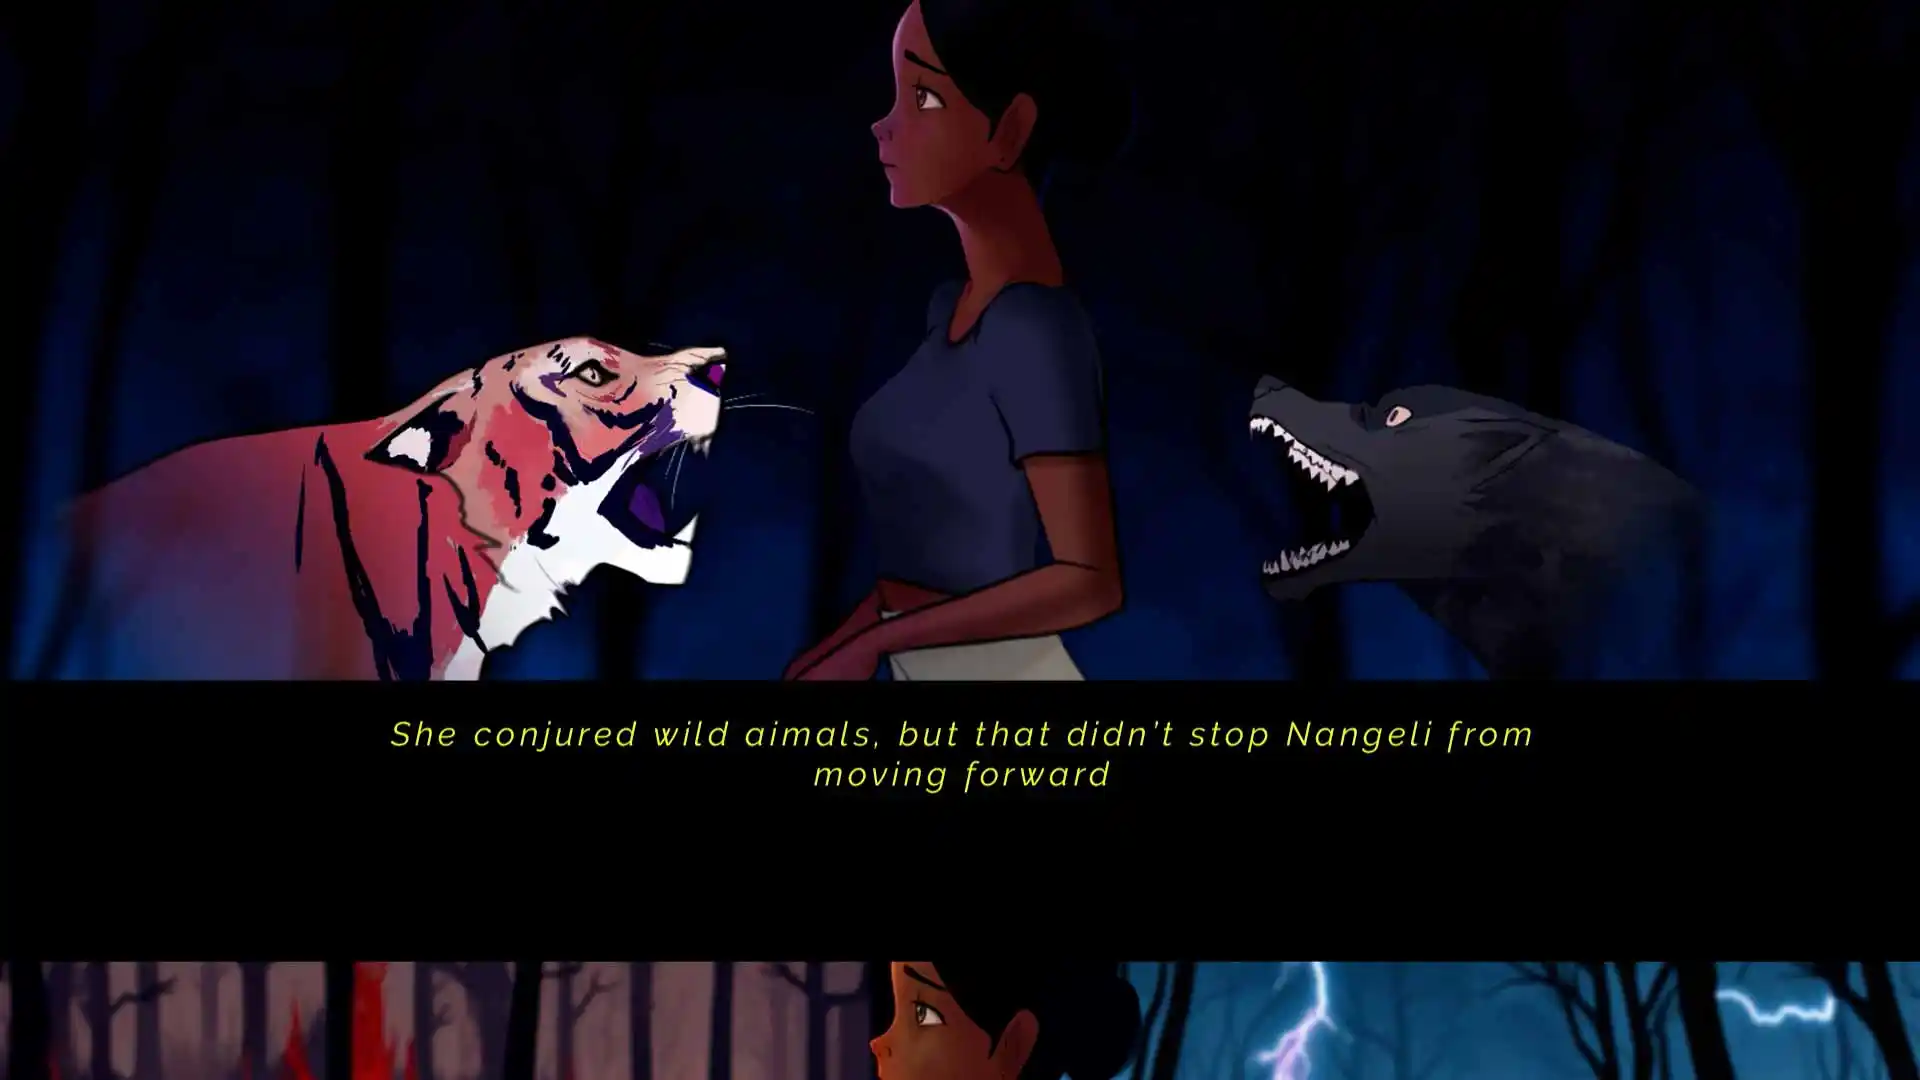 She conjured wild aimals, but that didn't stop Nangeli from
moving forward